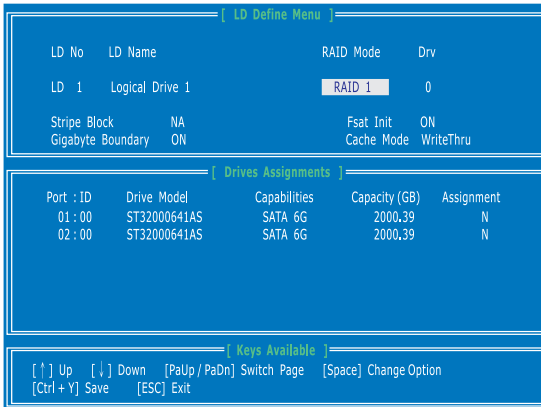 [ LD Define Menu ]
LD No LD Name RAID Mode Drv
LD 1 Logical Drive 1 RAID 1 0
Stripe Block NA Fsat Init ON
Gigabyte Boundary ON Cache Mode WriteThru
[ Drives Assignments ]
Port : ID Drive Model Capabilities Capacity (GB) Assignment
01 : 00 ST32000641AS SATA 6G 2000.39 N
02 : 00 ST32000641AS SATA 6G 2000.39 N
[ Keys Available ]
[↑] Up [↓] Down [PaUp / PaDn] Switch Page [Space] Change Option
[Ctrl + Y] Save [ESC] Exit